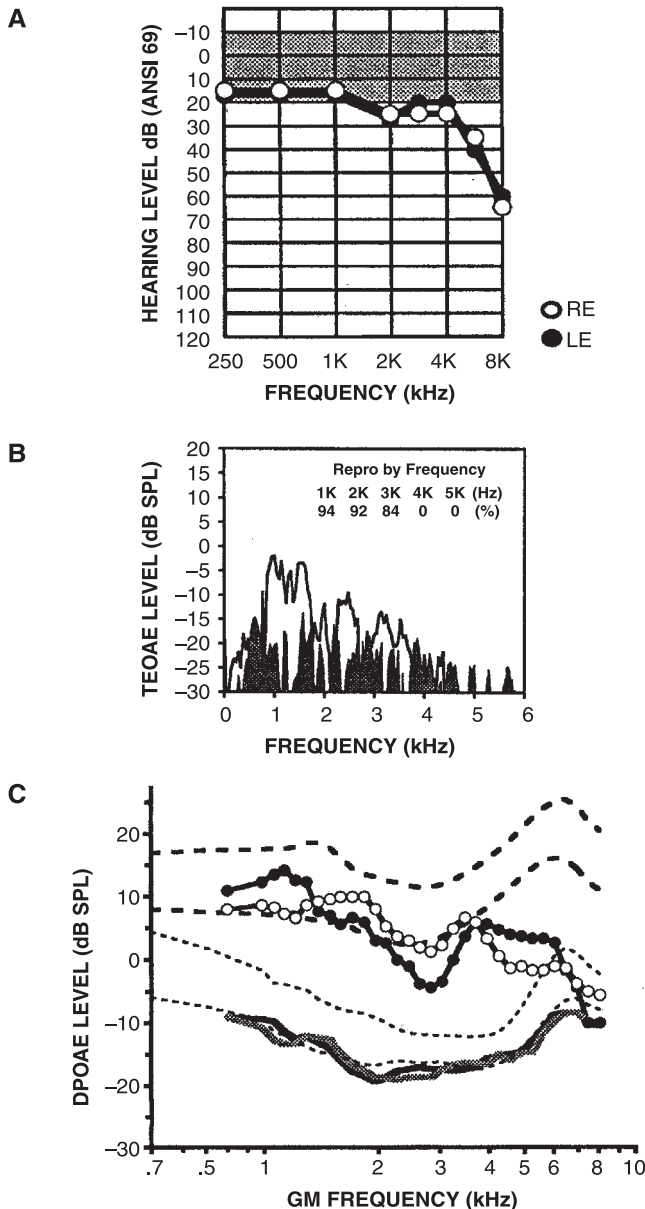 A
HEARING LEVEL dB (ANSI 69)
−10
0
10
20
30
40
50
60
70
80
90
100
110
120
250 500 1K 2K 4K 8K
FREQUENCY (kHz)
RE
LE
B
TEOAE LEVEL (dB SPL)
20
15
10
5
0
−5
−10
−15
−20
−25
−30
Repro by Frequency
1K 2K 3K 4K 5K (Hz)
94 92 84 0 0 (%)
0 1 2 3 4 5 6
FREQUENCY (kHz)
C
DPOAE LEVEL (dB SPL)
20
10
0
−10
−20
−30
.7 .5 1 2 3 4 5 6 8 10
GM FREQUENCY (kHz)